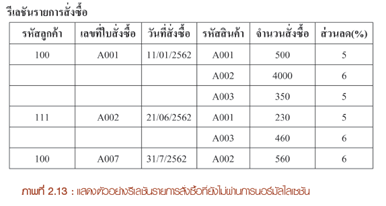 รีเลชันรายการสั่งซื้อ
รหัสลูกค้า เลขที่ใบสั่งซื้อ วันที่สั่งซื้อ รหัสสินค้า จำนวนสั่งซื้อ ส่วนลด(%)
100 A001 11/01/2562 A001 500 5
A002 4000 6
A003 350 5
111 A002 21/06/2562 A001 230 5
A003 460 6
100 A007 31/7/2562 A002 560 6
ภาพที่ 2.13 : แสดงตัวอย่างรีเลชันรายการสั่งซื้อที่ยังไม่ผ่านการนอร์มัลไลเซชัน